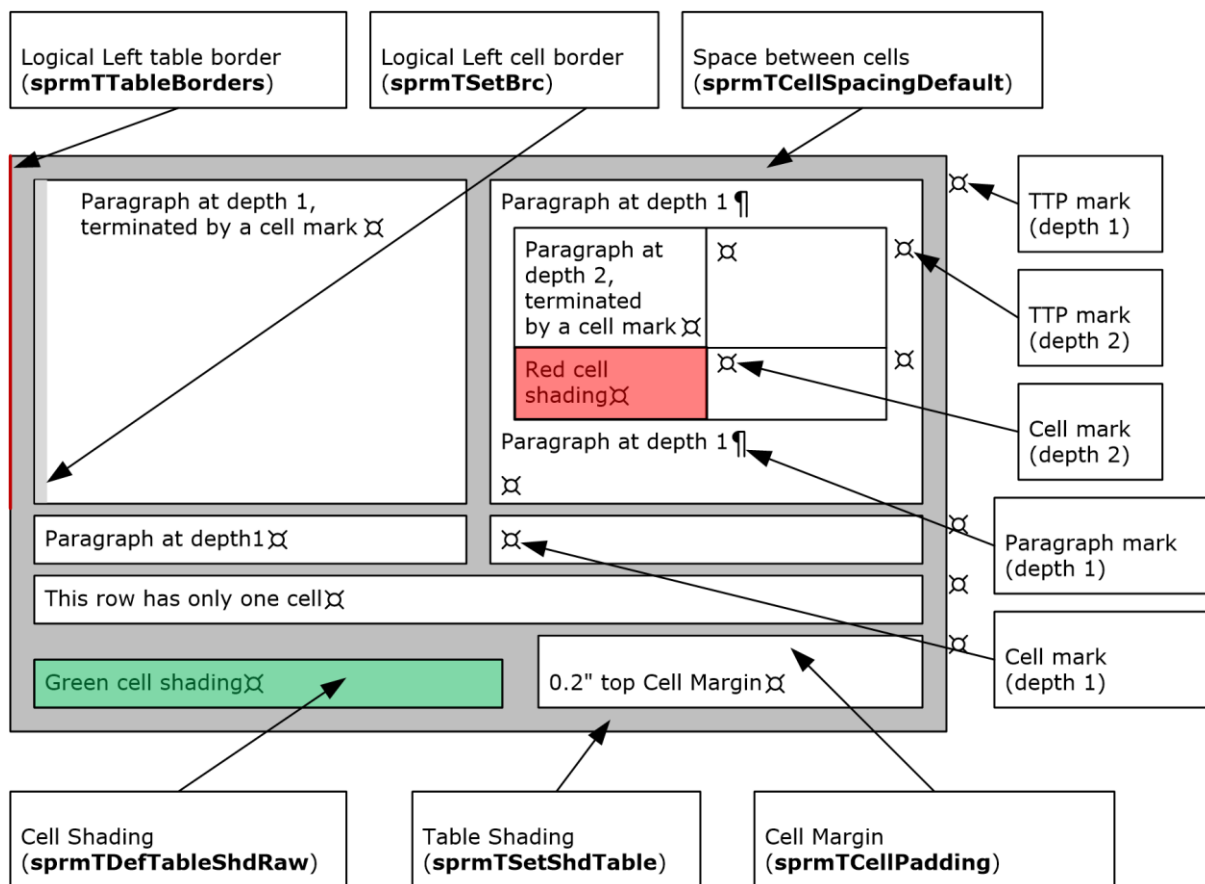 Logical Left table border
(sprmTTableBorders)
Logical Left cell border
(sprmTSetBrc)
Space between cells
(sprmTCellSpacingDefault)
Paragraph at depth 1,
terminated by a cell mark ¤
Paragraph at depth 1 ¶
Paragraph at
depth 2,
terminated
by a cell mark ¤
¤
¤
Red cell
shading¤
¤
¤
Paragraph at depth 1 ¶
¤
¤
TTP mark
(depth 1)
TTP mark
(depth 2)
Cell mark
(depth 2)
Paragraph mark
(depth 1)
Cell mark
(depth 1)
Paragraph at depth1¤
¤
¤
This row has only one cell¤
¤
Green cell shading¤
0.2" top Cell Margin¤
¤
Cell Shading
(sprmTDefTableShdRaw)
Table Shading
(sprmTSetShdTable)
Cell Margin
(sprmTCellPadding)